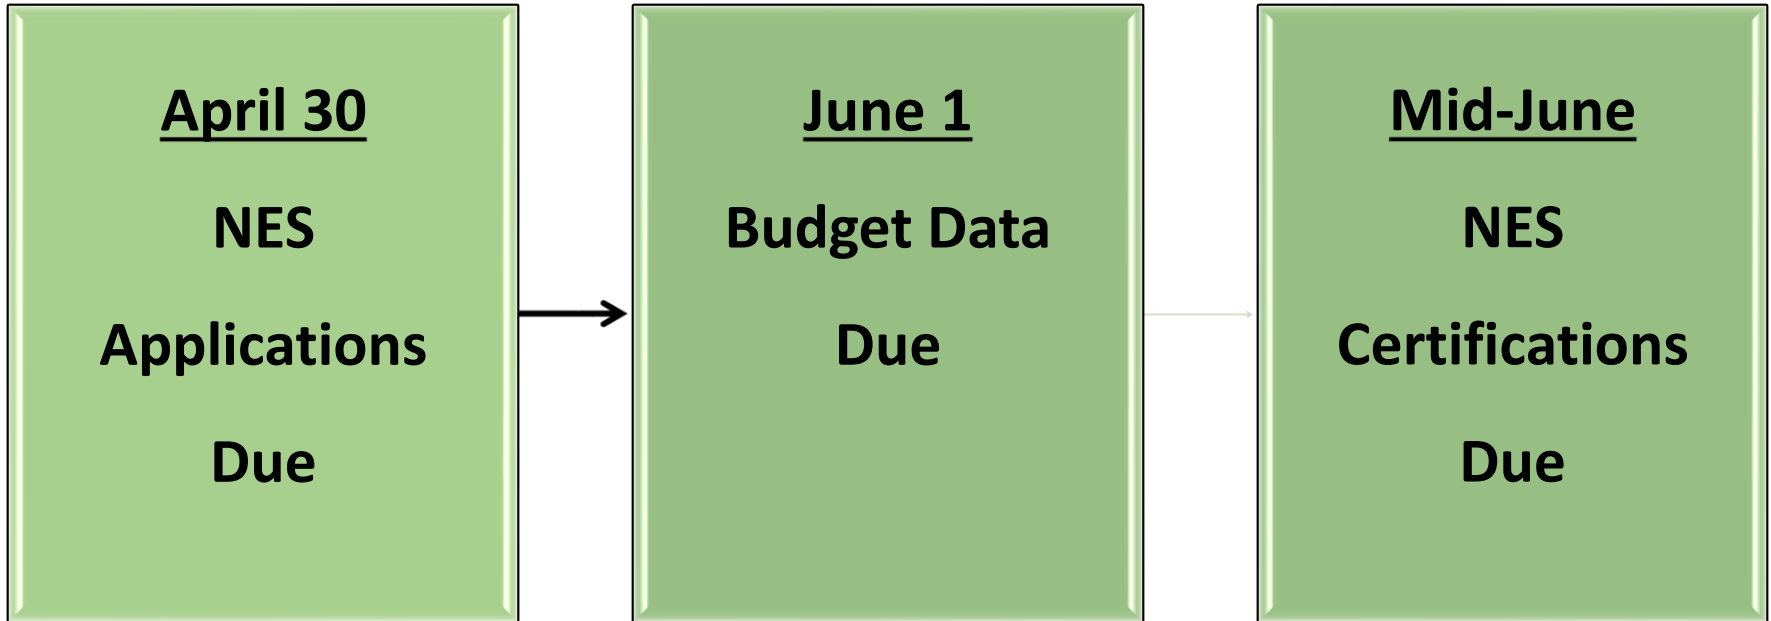 April 30
NES
Applications
Due
June 1
Budget Data
Due
Mid-June
NES
Certifications
Due